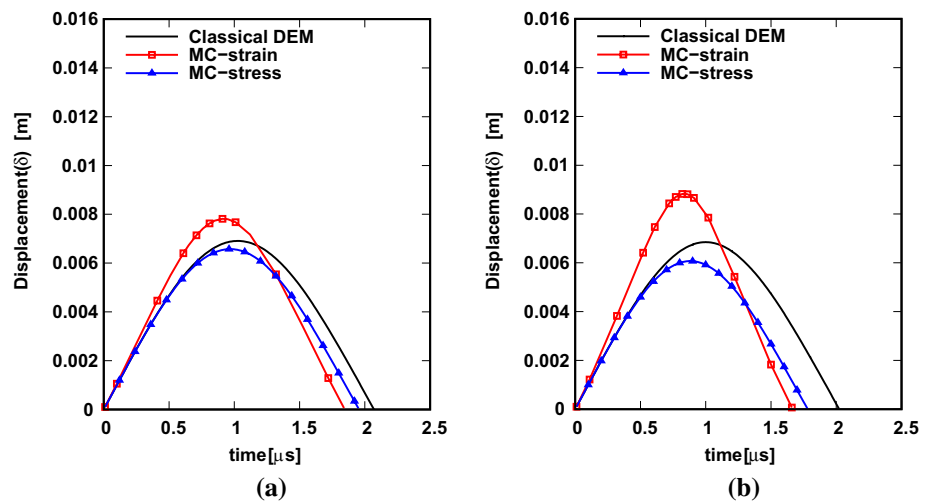 0.016
0.014
0.012
0.01
0.008
0.006
0.004
0.002
0
Displacement(δ) [m]
Classical DEM
MC−strain
MC−stress
0 0.5 1 1.5 2 2.5
time[μs]
(a)
0.016
0.014
0.012
0.01
0.008
0.006
0.004
0.002
0
Displacement(δ) [m]
Classical DEM
MC−strain
MC−stress
0 0.5 1 1.5 2 2.5
time[μs]
(b)